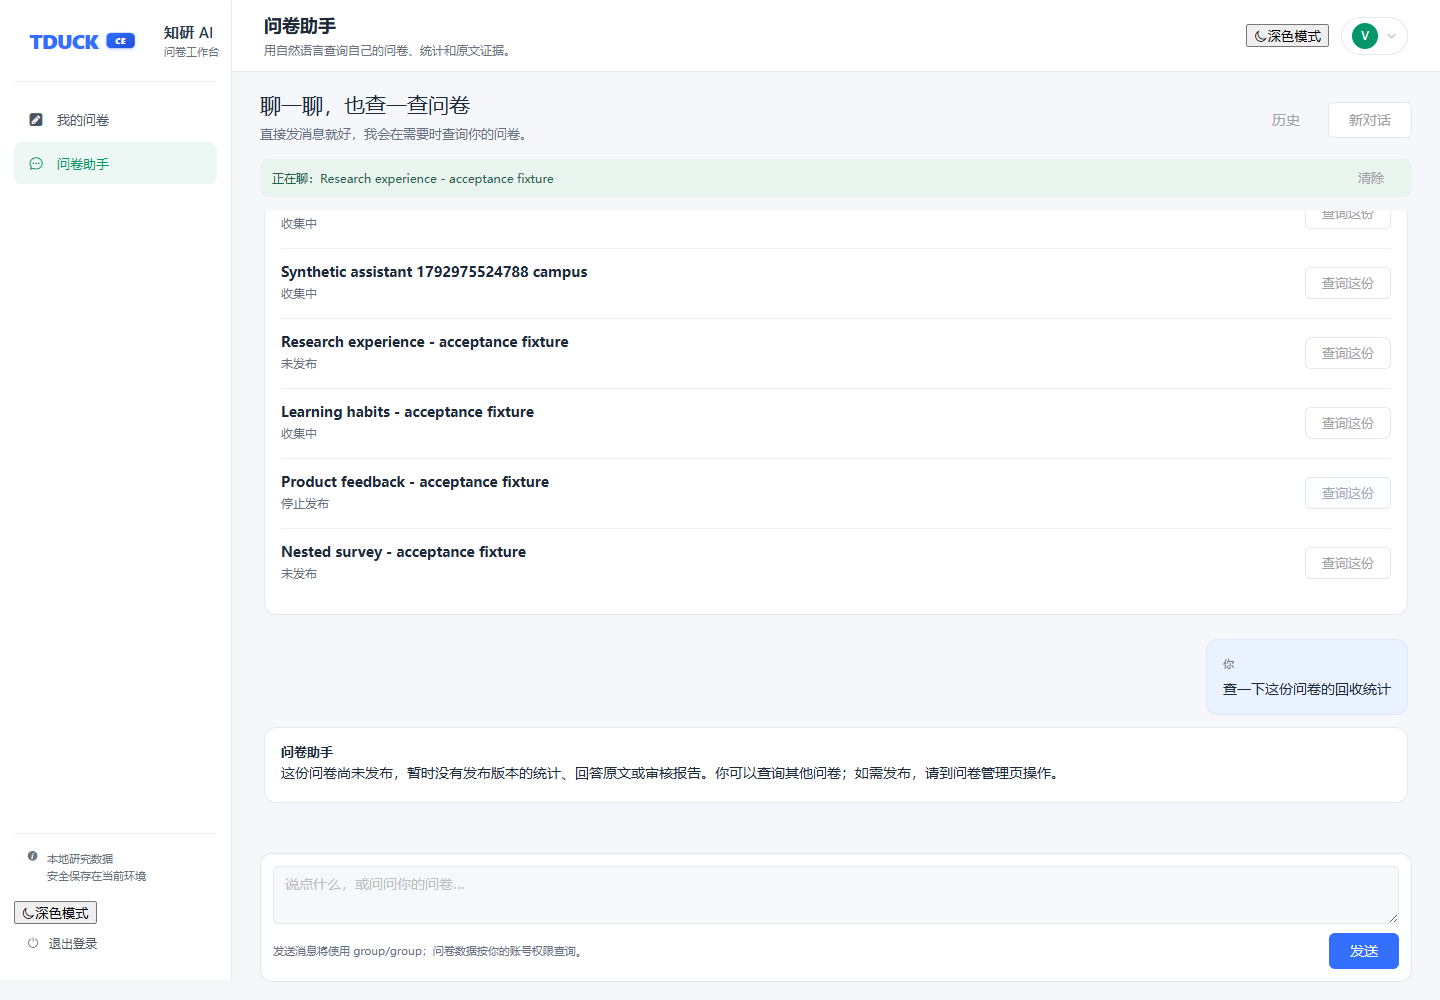 TDUCK CE
知研 AI
问卷工作台
我的问卷
问卷助手
本地研究数据
安全保存在当前环境
深色模式
退出登录
问卷助手
用自然语言查询自己的问卷、统计和原文证据。
深色模式
V
聊一聊，也查一查问卷
直接发消息就好，我会在需要时查询你的问卷。
历史
新对话
正在聊：Research experience - acceptance fixture
清除
收集中
查询这份
Synthetic assistant 1792975524788 campus
收集中
查询这份
Research experience - acceptance fixture
未发布
查询这份
Learning habits - acceptance fixture
收集中
查询这份
Product feedback - acceptance fixture
停止发布
查询这份
Nested survey - acceptance fixture
未发布
查询这份
你
查一下这份问卷的回收统计
问卷助手
这份问卷尚未发布，暂时没有发布版本的统计、回答原文或审核报告。你可以查询其他问卷；如需发布，请到问卷管理页操作。
说点什么，或问问你的问卷...
发送消息将使用 group/group；问卷数据按你的账号权限查询。
发送